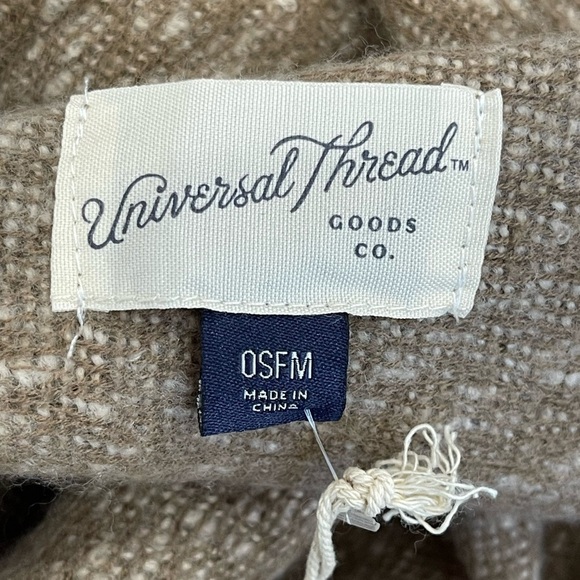 Universal Thread™
GOODS
CO.
OSFM
MADE IN
CHINA